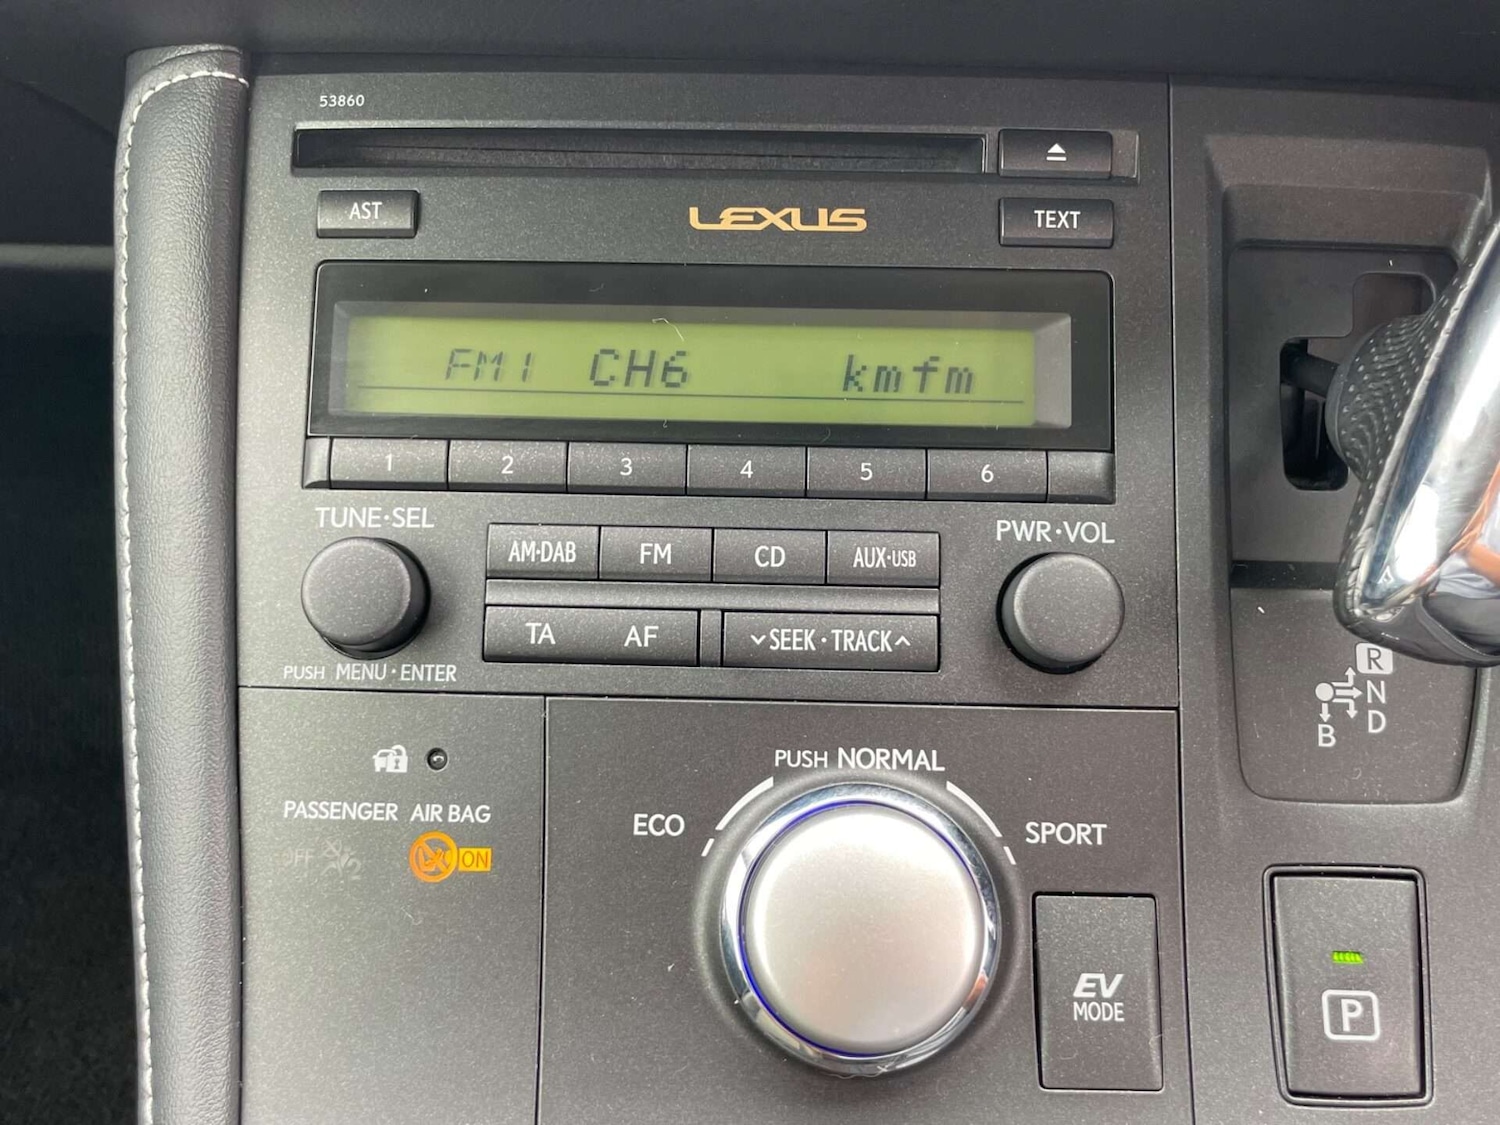 53860
AST
LEXUS
TEXT
FM1 CH6 kmfm
1 2 3 4 5 6
TUNE·SEL
PWR·VOL
AM·DAB FM CD AUX·USB
TA AF SEEK·TRACK
PUSH MENU·ENTER
R
N
D
B
PUSH NORMAL
PASSENGER AIR BAG
ECO
SPORT
OFF
2
ON
EV
MODE
P